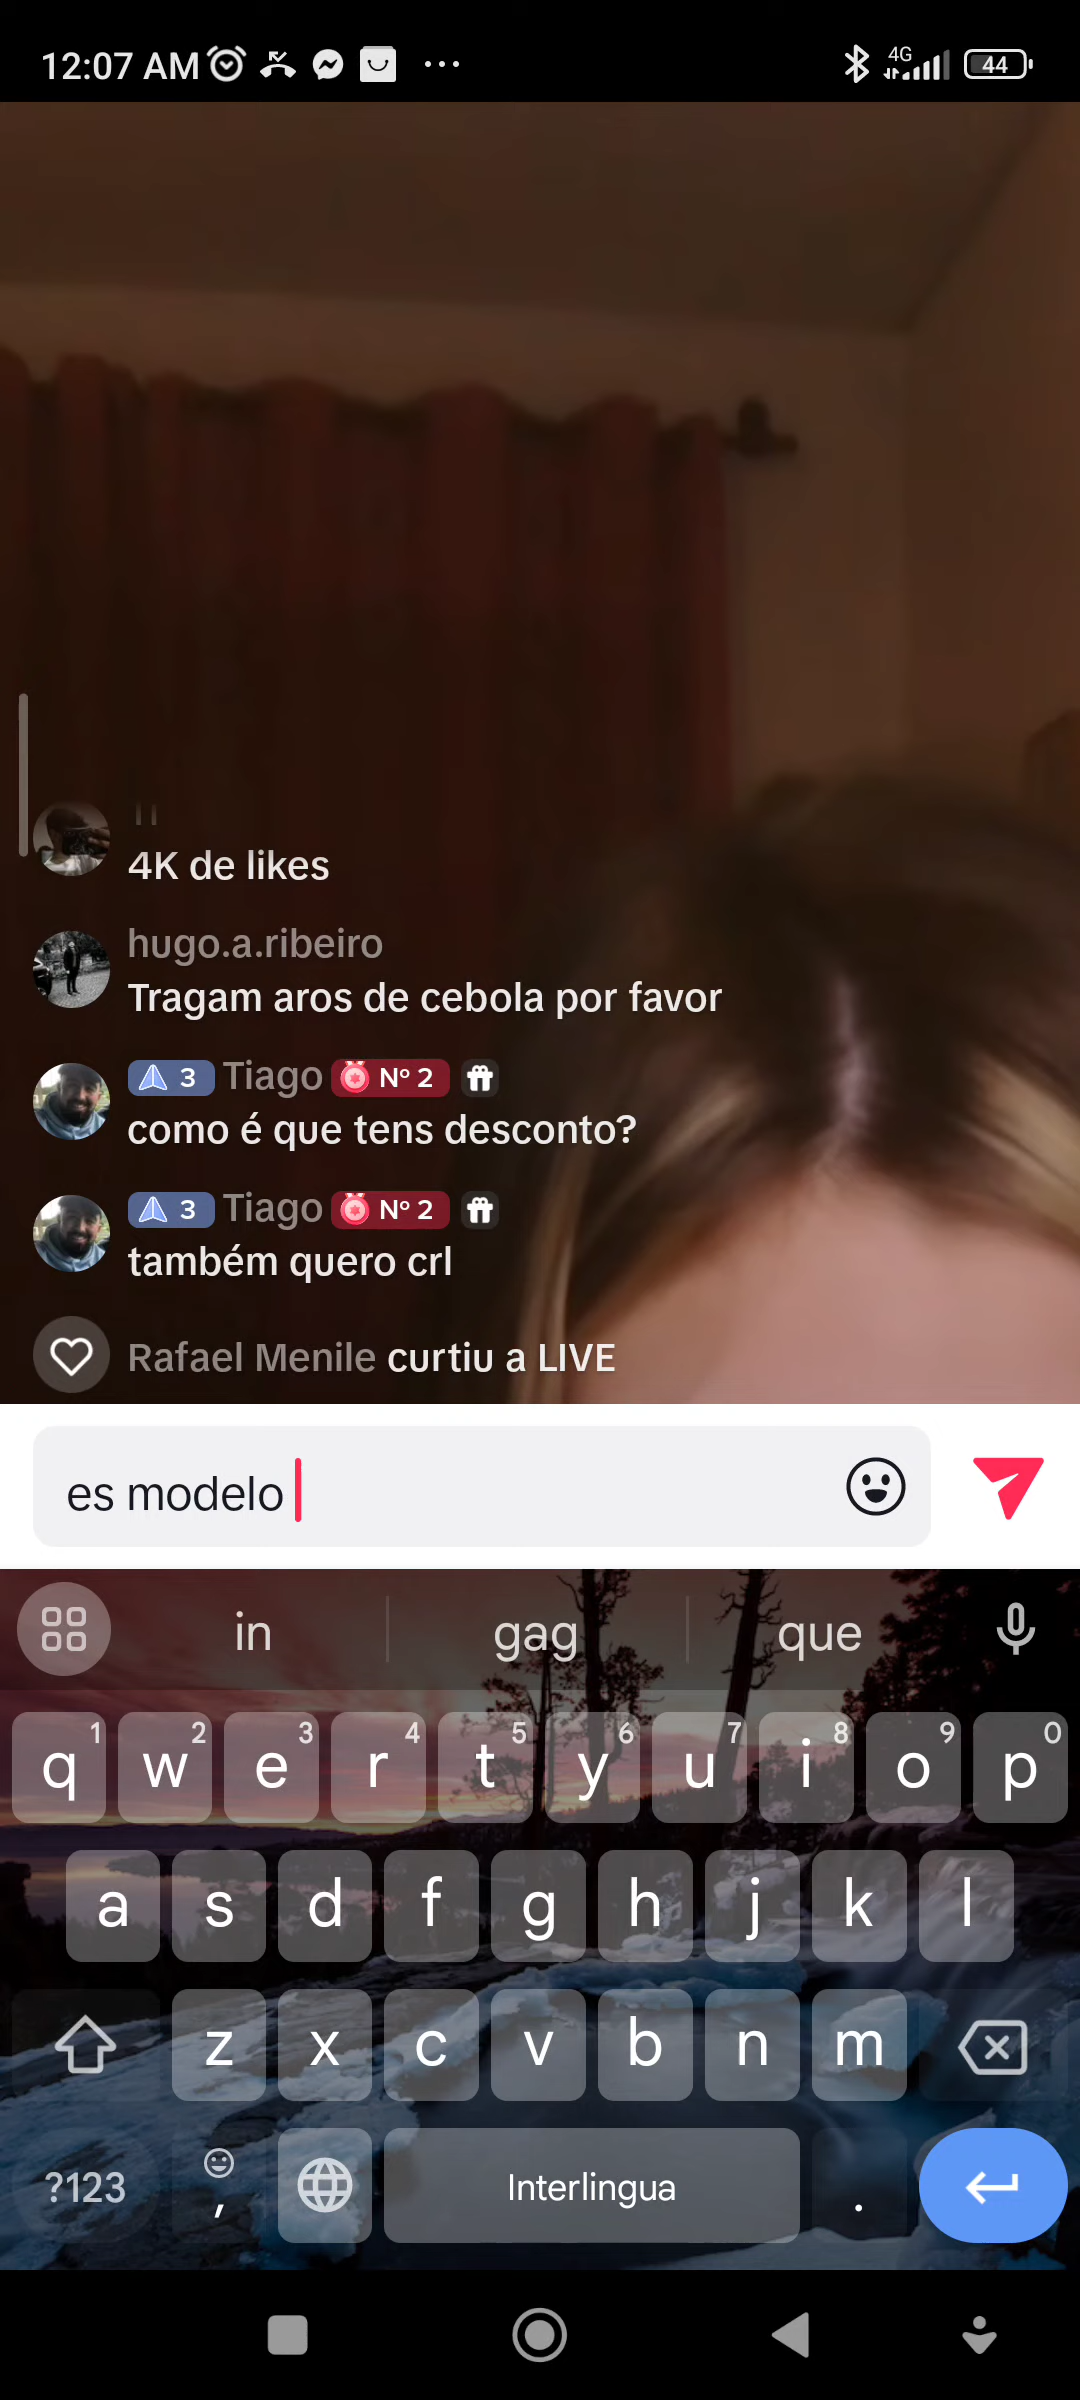 12:07 AM 4G 44
4K de likes
hugo.a.ribeiro
Tragam aros de cebola por favor
3 Tiago Nº 2
como é que tens desconto?
3 Tiago Nº 2
também quero crl
Rafael Menile curtiu a LIVE
es modelo
in gag que
1 2 3 4 5 6 7 8 9 0
q w e r t y u i o p
a s d f g h j k l
z x c v b n m
?123 , Interlingua .